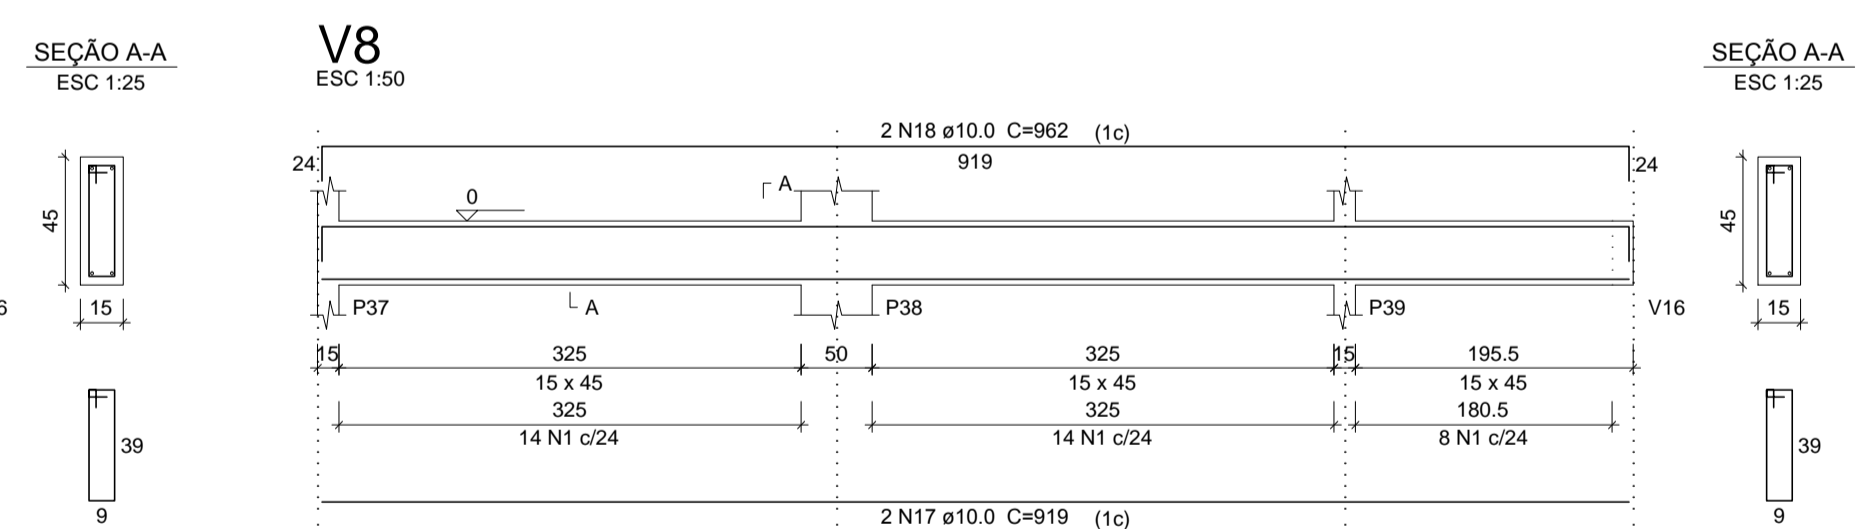 SEÇÃO A-A
ESC 1:25
45
15
39
9
V8
ESC 1:50
2 N18 ø10.0 C=962 (1c)
24
919
24
A
0
P37
A
P38
P39
V16
15 325 50 325 15 195.5
15 x 45 15 x 45 15 x 45
325 325 180.5
14 N1 c/24 14 N1 c/24 8 N1 c/24
2 N17 ø10.0 C=919 (1c)
SEÇÃO A-A
ESC 1:25
45
15
39
9